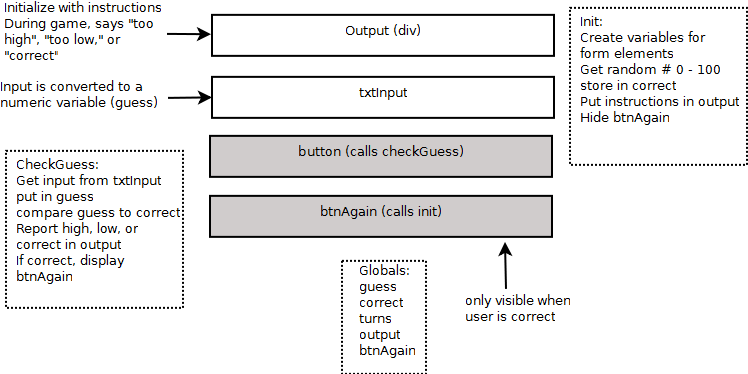 Initialize with instructions
During game, says "too
high", "too low," or
"correct"
Output (div)
Input is converted to a
numeric variable (guess)
txtInput
button (calls checkGuess)
btnAgain (calls init)
Init:
Create variables for
form elements
Get random # 0 - 100
store in correct
Put instructions in output
Hide btnAgain
CheckGuess:
Get input from txtInput
put in guess
compare guess to correct
Report high, low, or
correct in output
If correct, display
btnAgain
Globals:
guess
correct
turns
output
btnAgain
only visible when
user is correct